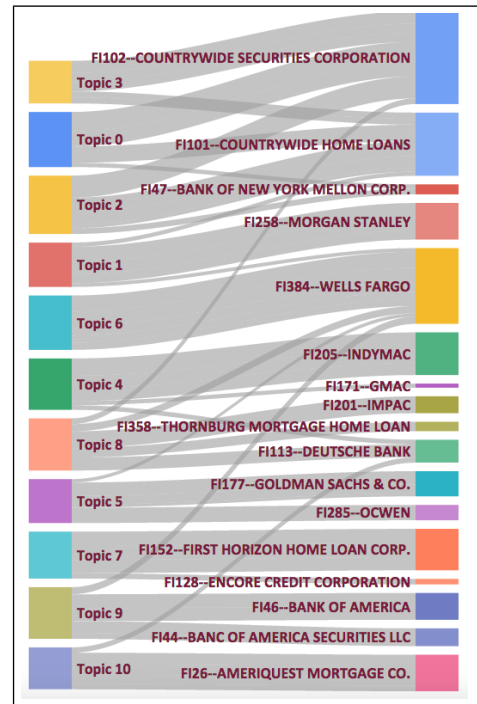 FI102--COUNTRYWIDE SECURITIES CORPORATION
Topic 3
Topic 0
FI101--COUNTRYWIDE HOME LOANS
FI47--BANK OF NEW YORK MELLON CORP.
Topic 2
FI258--MORGAN STANLEY
Topic 1
FI384--WELLS FARGO
Topic 6
FI205--INDYMAC
Topic 4
FI171--GMAC
FI201--IMPAC
FI358--THORNBURG MORTGAGE HOME LOAN
Topic 8
FI113--DEUTSCHE BANK
FI177--GOLDMAN SACHS & CO.
Topic 5
FI285--OCWEN
Topic 7
FI152--FIRST HORIZON HOME LOAN CORP.
FI128--ENCORE CREDIT CORPORATION
Topic 9
FI46--BANK OF AMERICA
FI44--BANC OF AMERICA SECURITIES LLC
Topic 10
FI26--AMERIQUEST MORTGAGE CO.